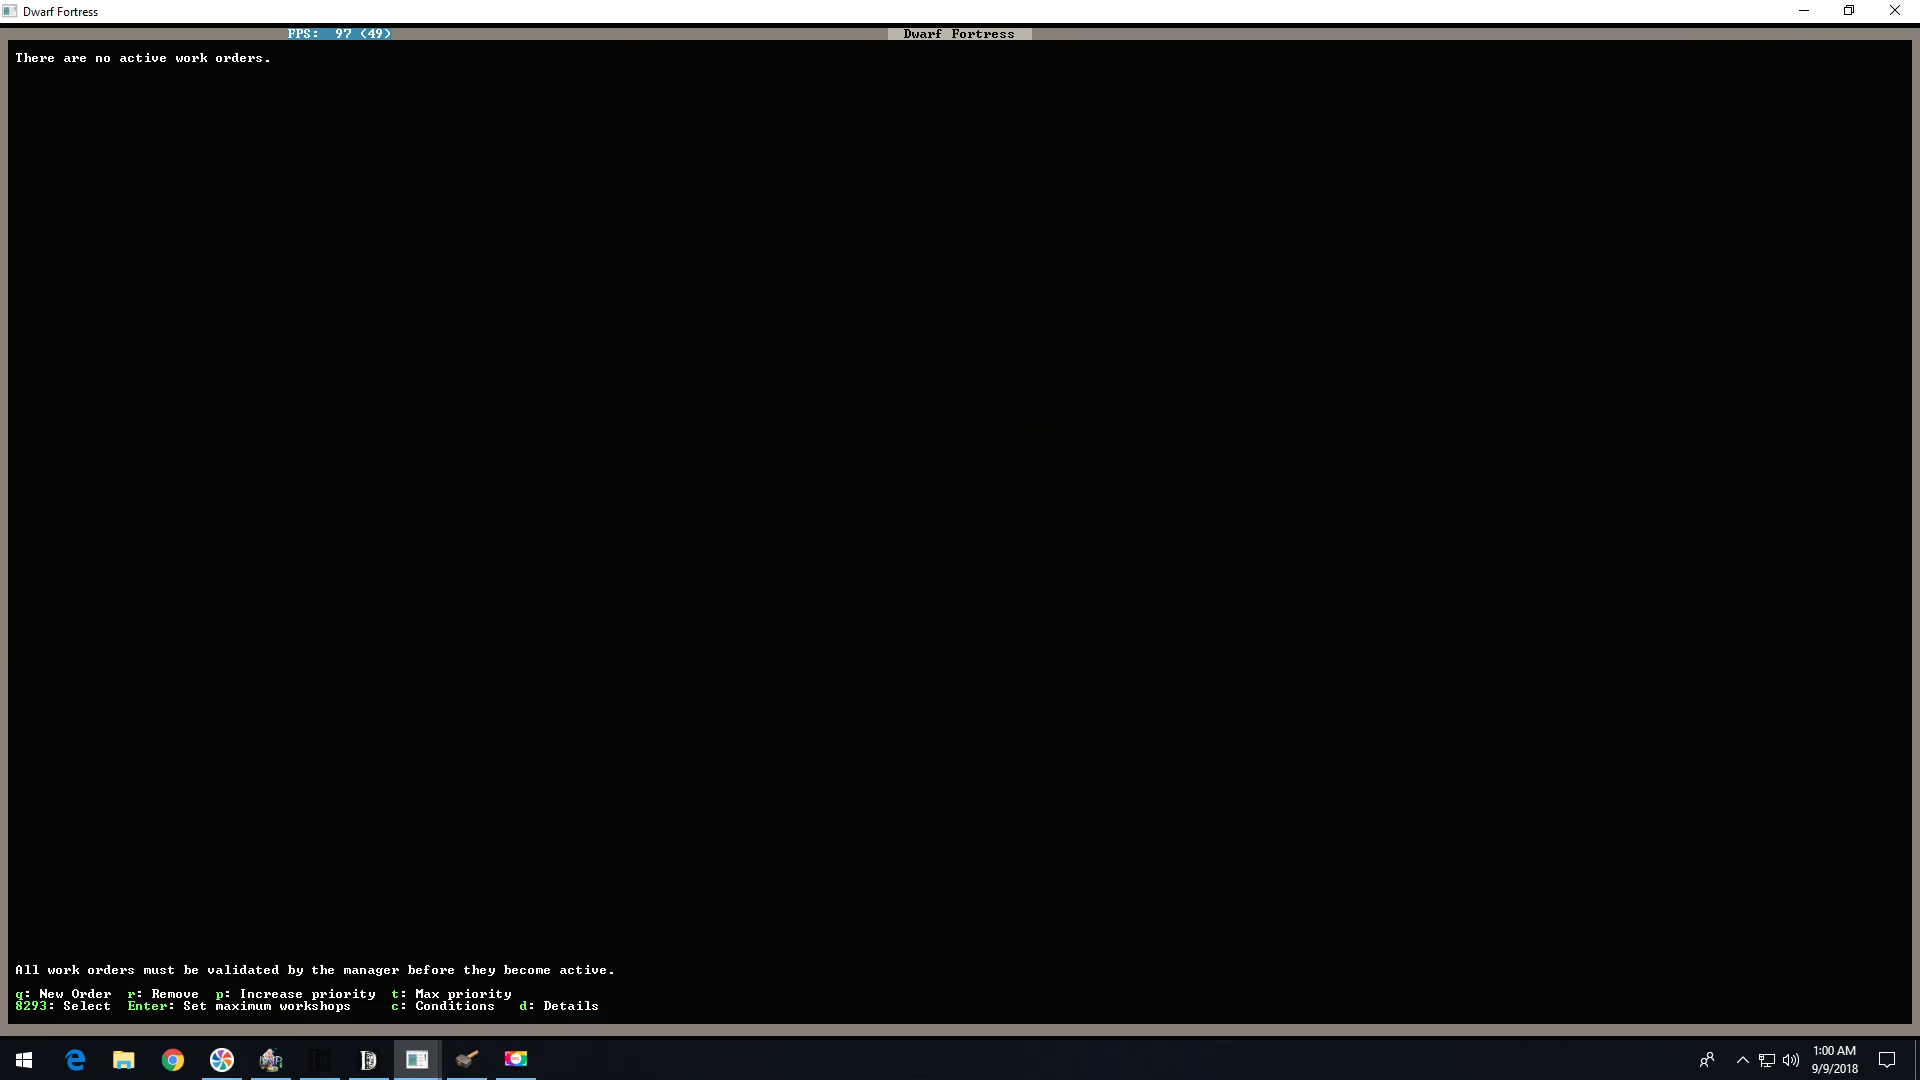 Dwarf Fortress
FPS: 97 (49)
Dwarf Fortress
There are no active work orders.
All work orders must be validated by the manager before they become active.
q: New Order r: Remove p: Increase priority t: Max priority
8293: Select Enter: Set maximum workshops c: Conditions d: Details
1:00 AM
9/9/2018